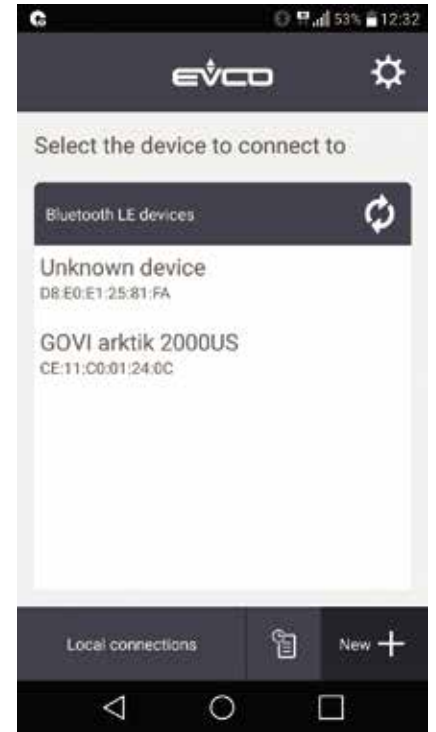 53% 12:32
evco
Select the device to connect to
Bluetooth LE devices
Unknown device
D8:E0:E1:25:81:FA
GOVI arktik 2000US
CE:11:C0:01:24:0C
Local connections
New